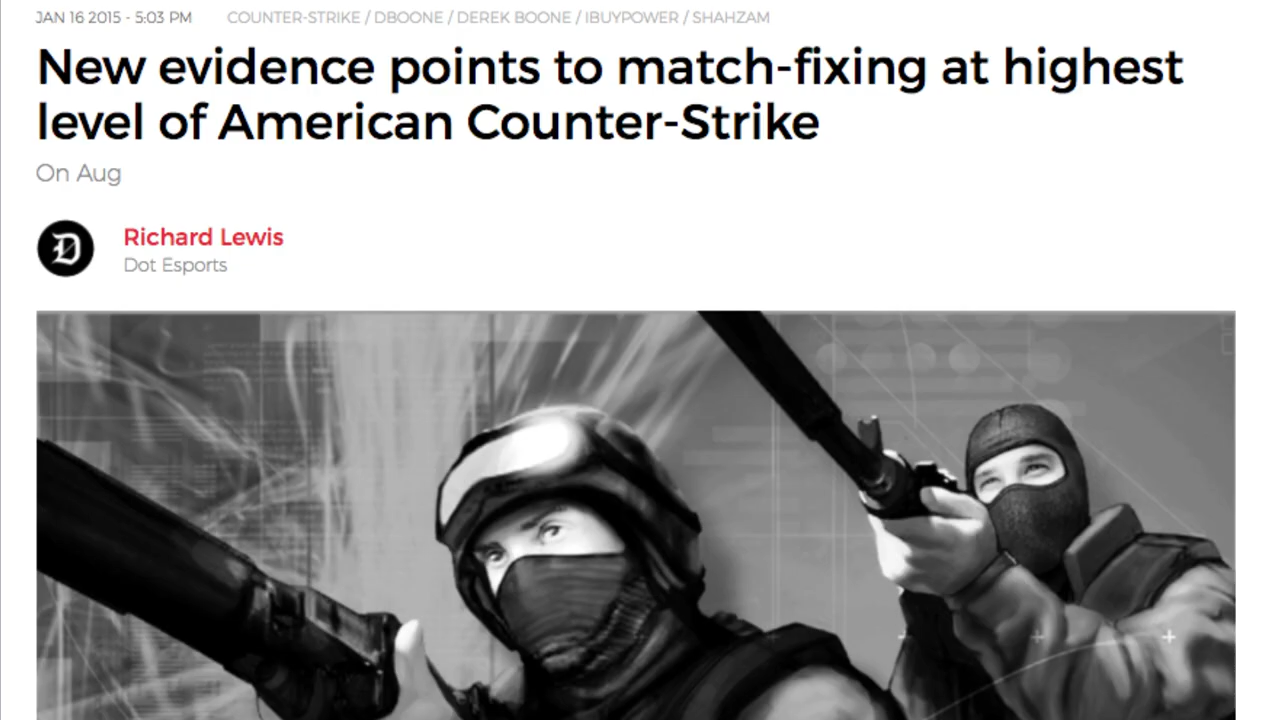 JAN 16 2015 - 5:03 PM COUNTER-STRIKE / DBOONE / DEREK BOONE / IBUYPOWER / SHAHZAM
New evidence points to match-fixing at highest
level of American Counter-Strike
On Aug
D
Richard Lewis
Dot Esports